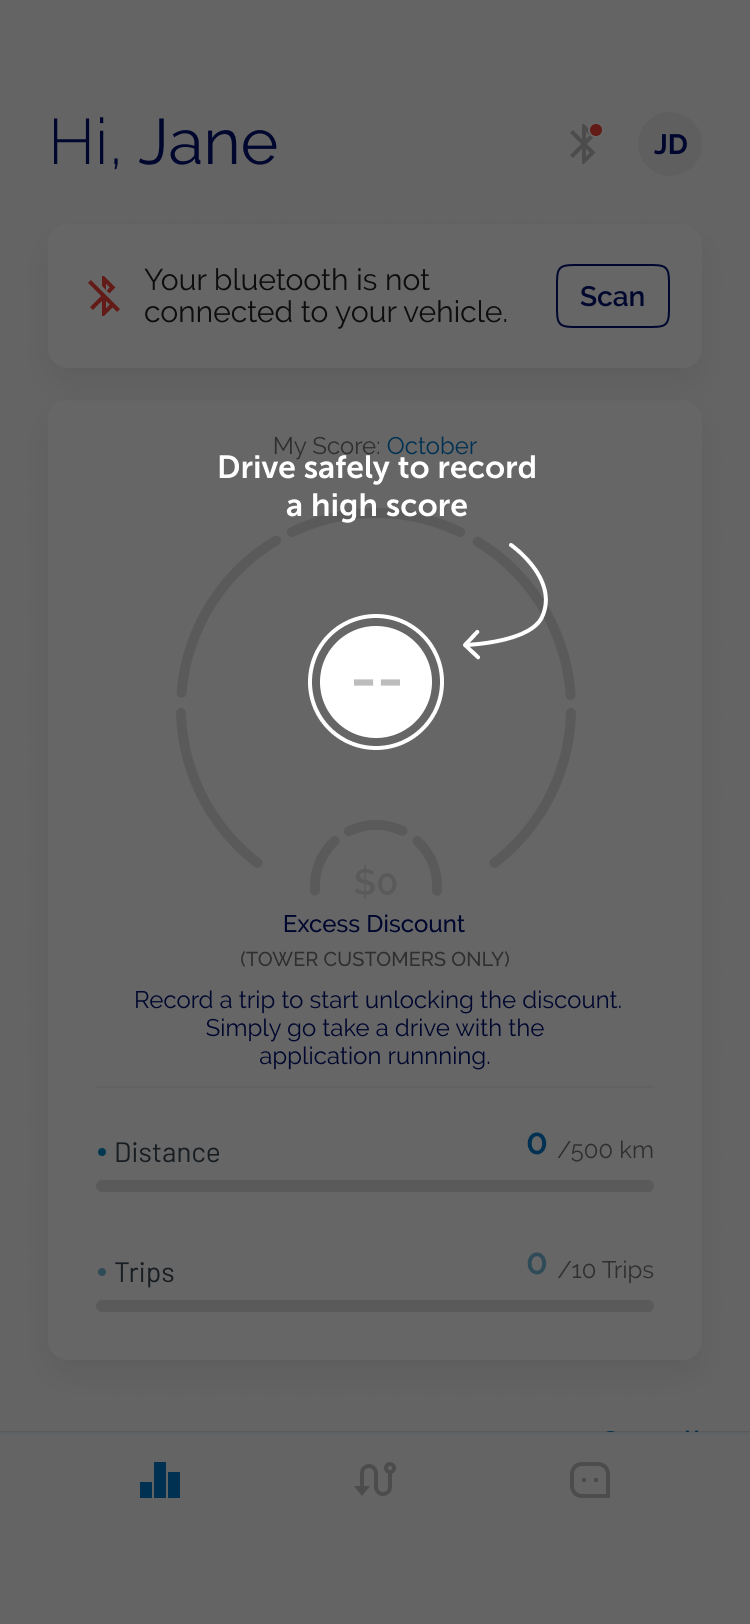 Hi, Jane
JD
Your bluetooth is not
connected to your vehicle.
Scan
My Score: October
Drive safely to record
a high score
--
$0
Excess Discount
(TOWER CUSTOMERS ONLY)
Record a trip to start unlocking the discount.
Simply go take a drive with the
application runnning.
• Distance
0 /500 km
• Trips
0 /10 Trips